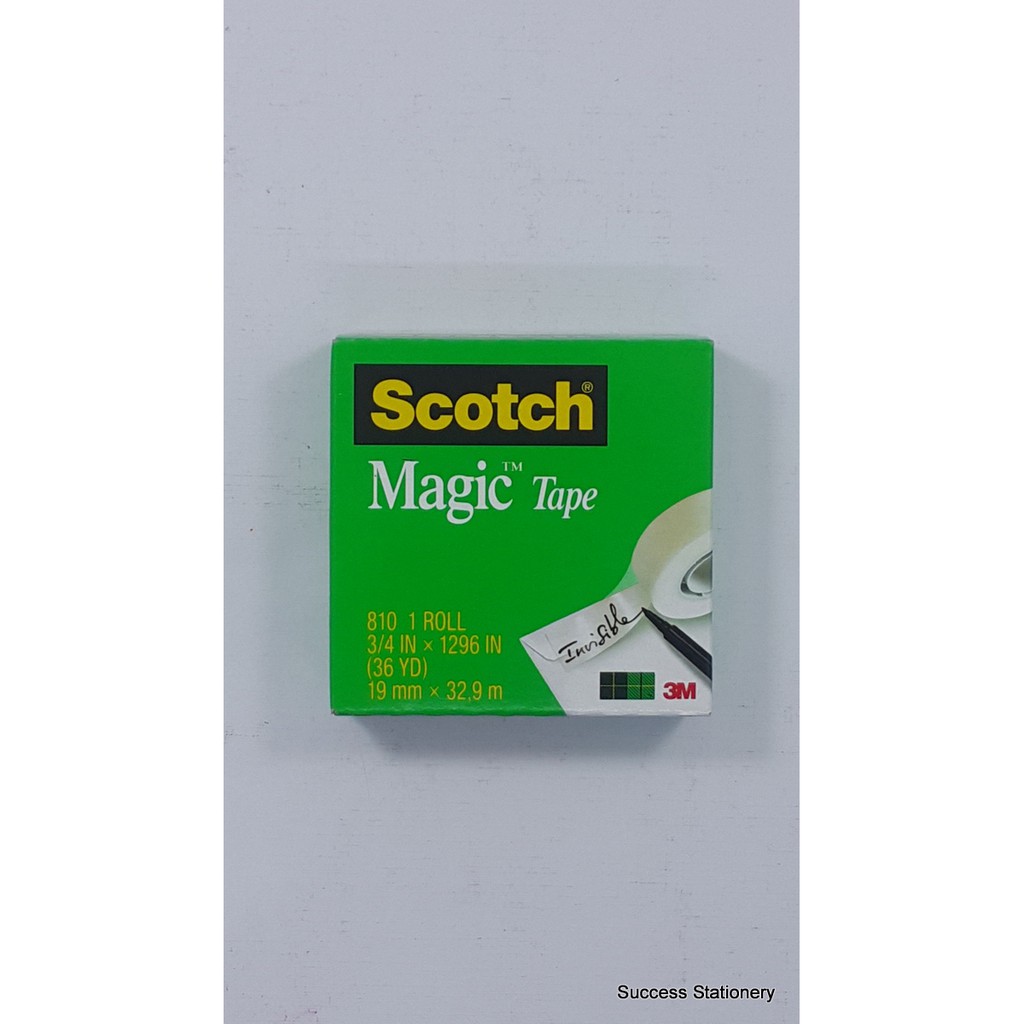 Scotch®
Magic™ Tape
810 1 ROLL
3/4 IN × 1296 IN
(36 YD)
19 mm × 32,9 m
Invisible
3M
Success Stationery